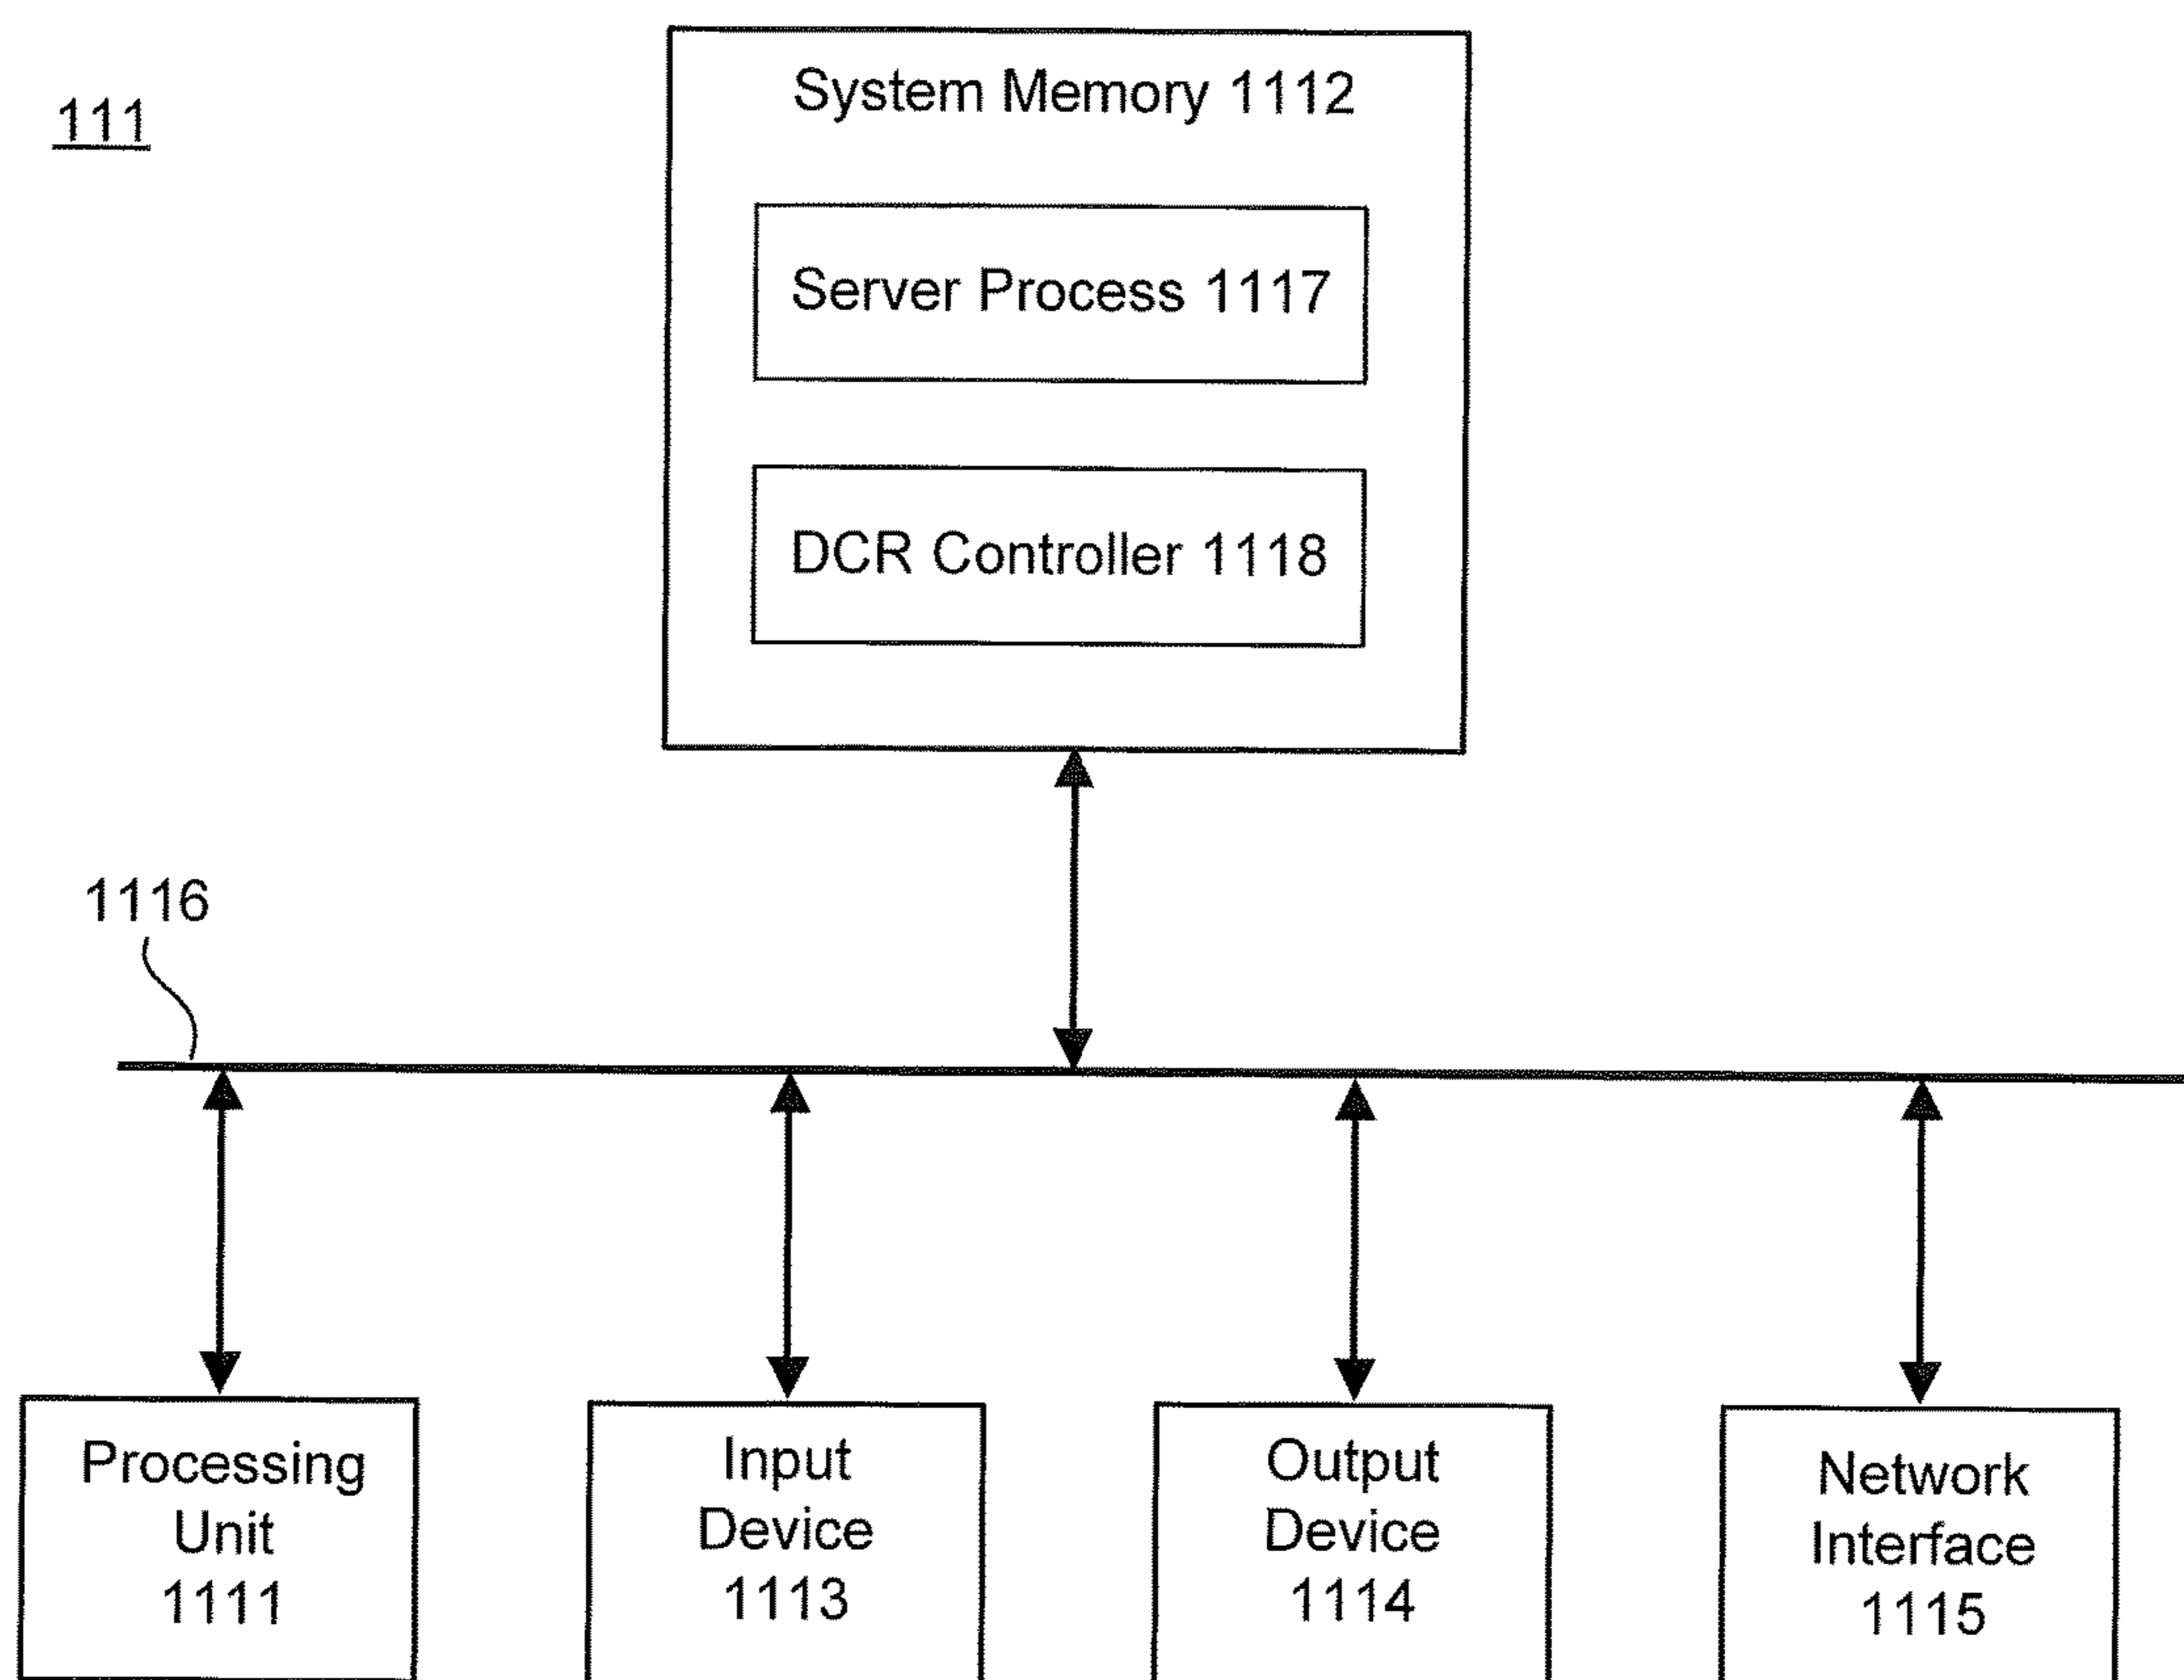 111
System Memory 1112
Server Process 1117
DCR Controller 1118
1116
Processing
Unit
1111
Input
Device
1113
Output
Device
1114
Network
Interface
1115